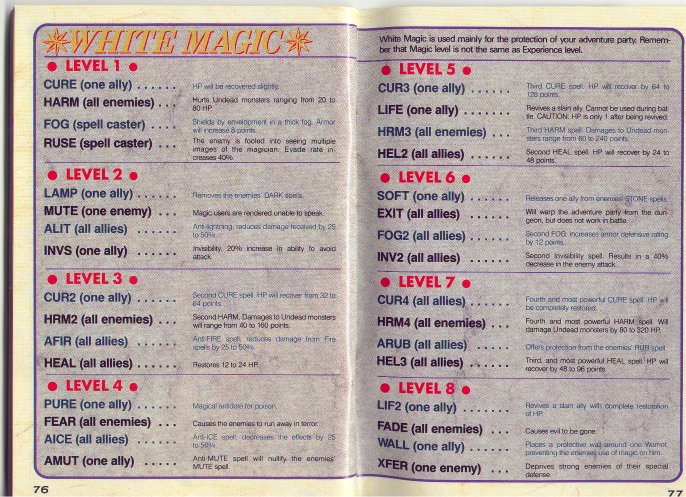 WHITE MAGIC
● LEVEL 1 ●
CURE (one ally) ...... HP will be recovered slightly.
HARM (all enemies)... Hurts Undead monsters ranging from 20 to
80 HP.
FOG (spell caster) .... Shields by envelopment in a thick fog. Armor
will increase 8 points.
RUSE (spell caster) ... The enemy is fooled into seeing multiple
images of the magician. Evade rate in-
creases 40%.
● LEVEL 2 ●
LAMP (one ally) ...... Removes the enemies' DARK spells.
MUTE (one enemy) ... Magic users are rendered unable to speak.
ALIT (all allies) ...... Anti-lightning, reduces damage received by 25
to 50%.
INVS (one ally) ...... Invisibility, 20% increase in ability to avoid
attack.
● LEVEL 3 ●
CUR2 (one ally) ...... Second CURE spell. HP will recover from 32 to
64 points.
HRM2 (all enemies) ... Second HARM. Damages to Undead monsters
will range from 40 to 160 points.
AFIR (all allies) ...... Anti-FIRE spell, reduces damage from Fire
spells by 25 to 50%.
HEAL (all allies) ...... Restores 12 to 24 HP.
● LEVEL 4 ●
PURE (one ally) ...... Magical antidote for poison.
FEAR (all enemies) ... Causes the enemies to run away in terror.
AICE (all allies) ...... Anti-ICE spell, decreases the effects by 25
to 50%.
AMUT (one ally) ..... Anti-MUTE spell will nullify the enemies'
MUTE spell.
76
White Magic is used mainly for the protection of your adventure party. Remem-
ber that Magic level is not the same as Experience level.
● LEVEL 5 ●
CUR3 (one ally) ...... Third CURE spell. HP will recover by 64 to
128 points.
LIFE (one ally) ...... Revives a slain ally. Cannot be used during bat-
tle. CAUTION: HP is only 1 after being revived.
HRM3 (all enemies) ... Third HARM spell. Damages to Undead mon-
sters range from 60 to 240 points.
HEL2 (all allies) ...... Second HEAL spell. HP will recover by 24 to
48 points.
● LEVEL 6 ●
SOFT (one ally) ...... Releases one ally from enemies' STONE spells.
EXIT (all allies) ...... Will warp the adventure party from the dun-
geon, but does not work in battle.
FOG2 (all allies) ...... Second FOG. Increases armor defensive rating
by 12 points.
INV2 (all allies) ...... Second Invisibility spell. Results in a 40%
decrease in the enemy attack.
● LEVEL 7 ●
CUR4 (all allies) ...... Fourth and most powerful CURE spell. HP will
be completely restored.
HRM4 (all enemies) ... Fourth and most powerful HARM spell. Will
damage Undead monsters by 80 to 320 HP.
ARUB (all allies) ...... Offers protection from the enemies' RUB spell.
HEL3 (all allies) ...... Third, and most powerful HEAL spell. HP will
recover by 48 to 96 points.
● LEVEL 8 ●
LIF2 (one ally) ...... Revives a slain ally with complete restoration
of HP.
FADE (all enemies) ... Causes evil to be gone.
WALL (one ally) ...... Places a protective wall around one Warrior,
preventing the enemies use of magic on him.
XFER (one enemy) ... Deprives strong enemies of their special
defense.
77